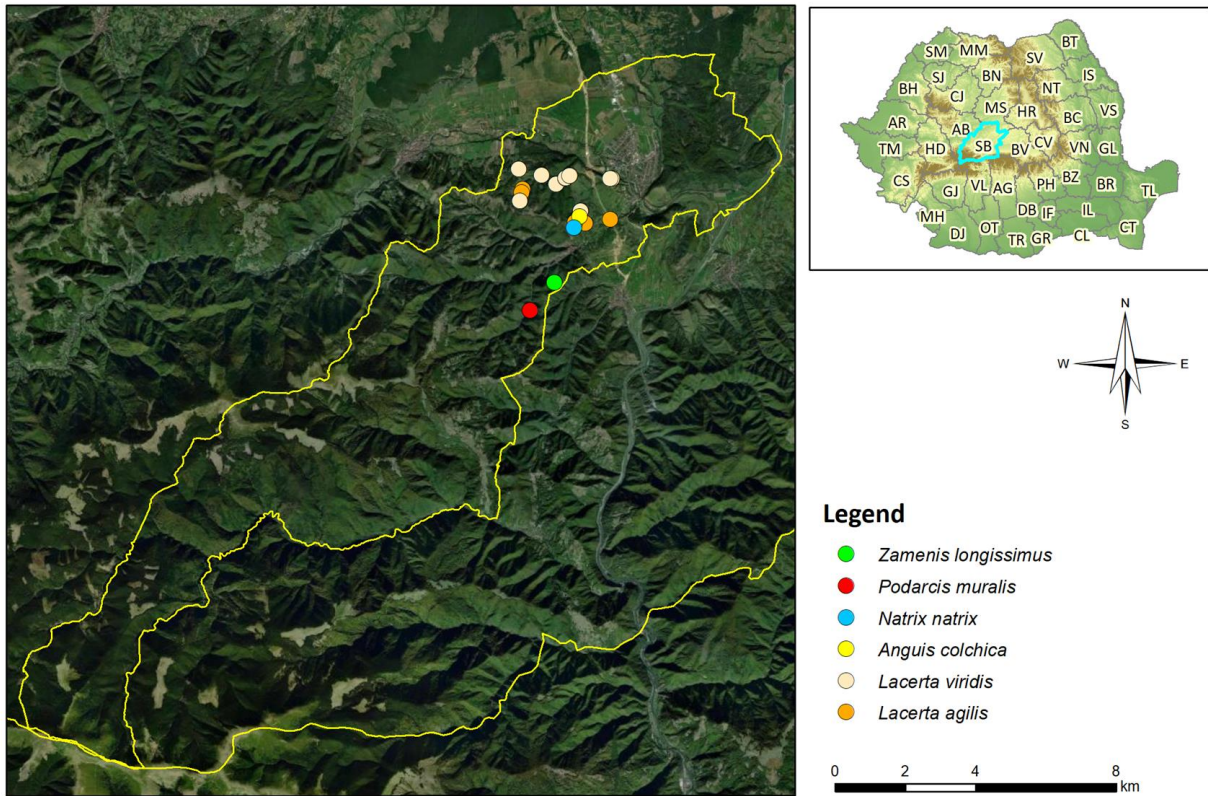 BT
SM MM SV
SJ BN IS
BH CJ NT
MS HR VS
AR AB BC
TM HD SB BV CV VN GL
CS GJ VL AG PH BZ BR TL
MH DB IF IL
DJ OT TR GR CL CT
N
W E
S
Legend
Zamenis longissimus
Podarcis muralis
Natrix natrix
Anguis colchica
Lacerta viridis
Lacerta agilis
0 2 4 8
km